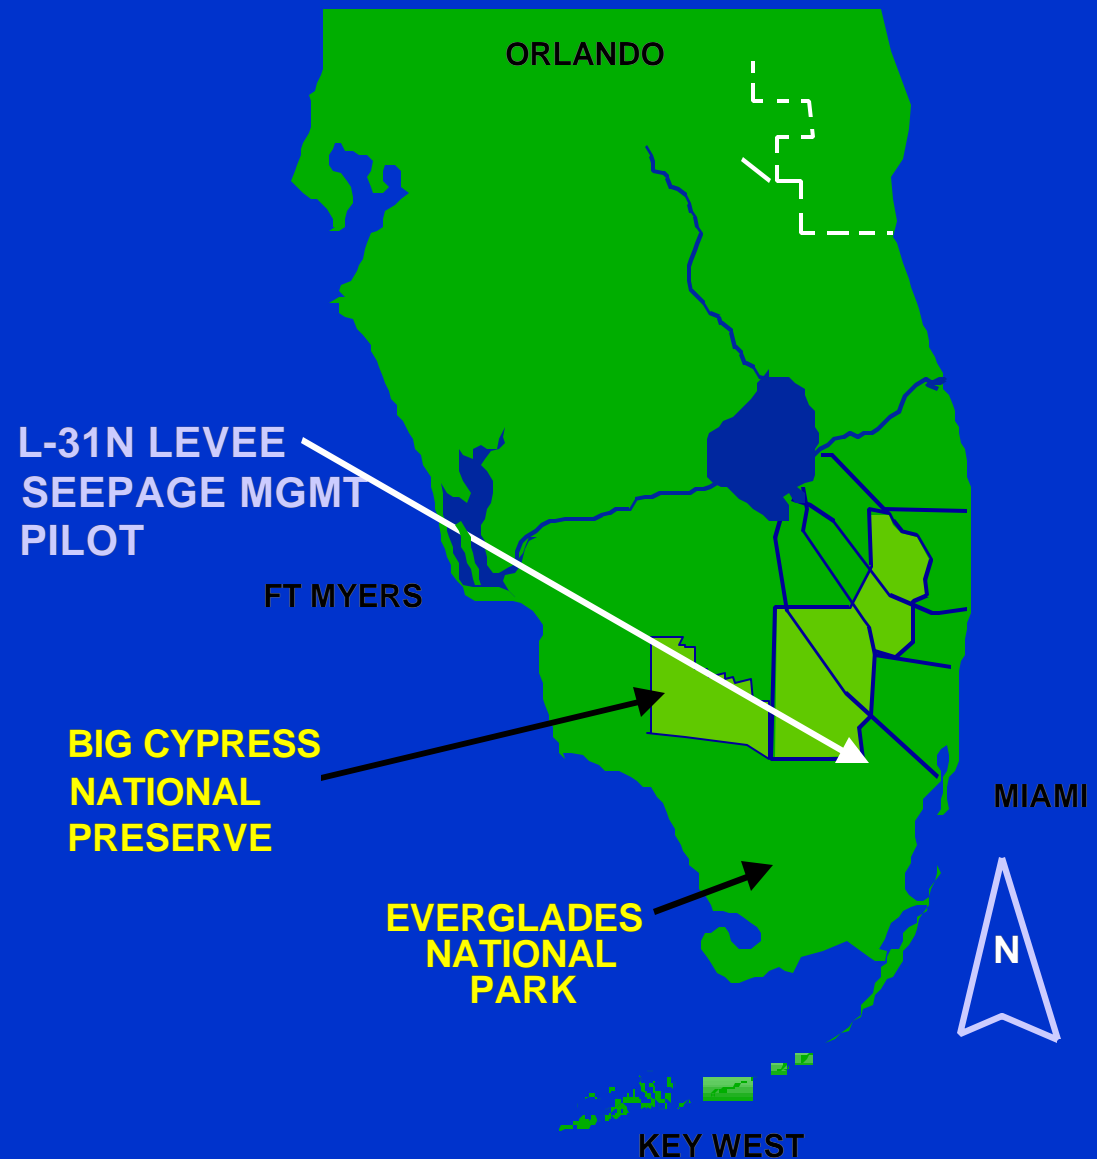 ORLANDO
L-31N LEVEE
SEEPAGE MGMT
PILOT
FT MYERS
BIG CYPRESS
NATIONAL
PRESERVE
MIAMI
EVERGLADES
NATIONAL
PARK
N
KEY WEST